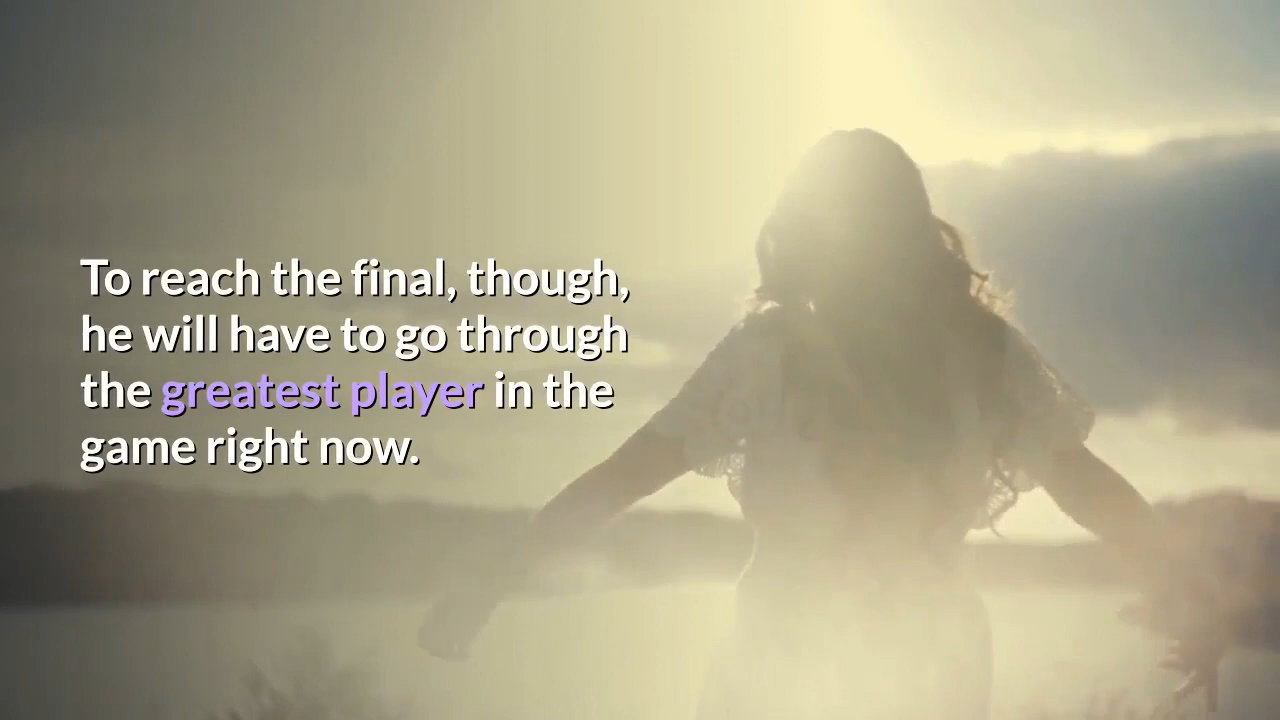 To reach the final, though,
he will have to go through
the greatest player in the
game right now.